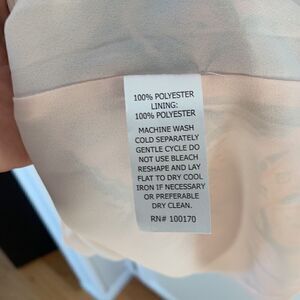 100% POLYESTER
LINING:
100% POLYESTER
MACHINE WASH
COLD SEPARATELY
GENTLE CYCLE DO
NOT USE BLEACH
RESHAPE AND LAY
FLAT TO DRY COOL
IRON IF NECESSARY
OR PREFERABLE
DRY CLEAN.
RN# 100170